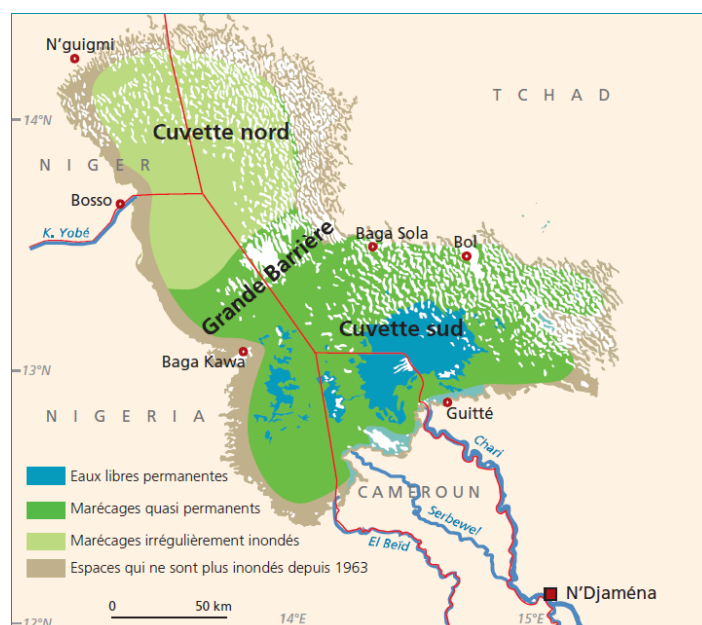 N'guigmi
TCHAD
14°N
Cuvette nord
NIGER
Bosso
K. Yobé
Baga Sola
Bol
Grande Barrière
Cuvette sud
13°N
Baga Kawa
NIGERIA
Guitté
Chari
Eaux libres permanentes
CAMEROUN
Marécages quasi permanents
Serbewel
Marécages irrégulièrement inondés
El Beïd
Espaces qui ne sont plus inondés depuis 1963
N'Djaména
0 50 km
14°E
15°E
12°N